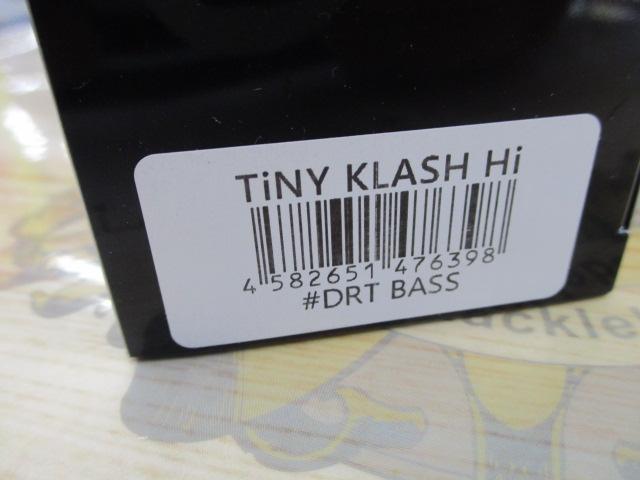 TiNY KLASH Hi
4 582651 476398
#DRT BASS